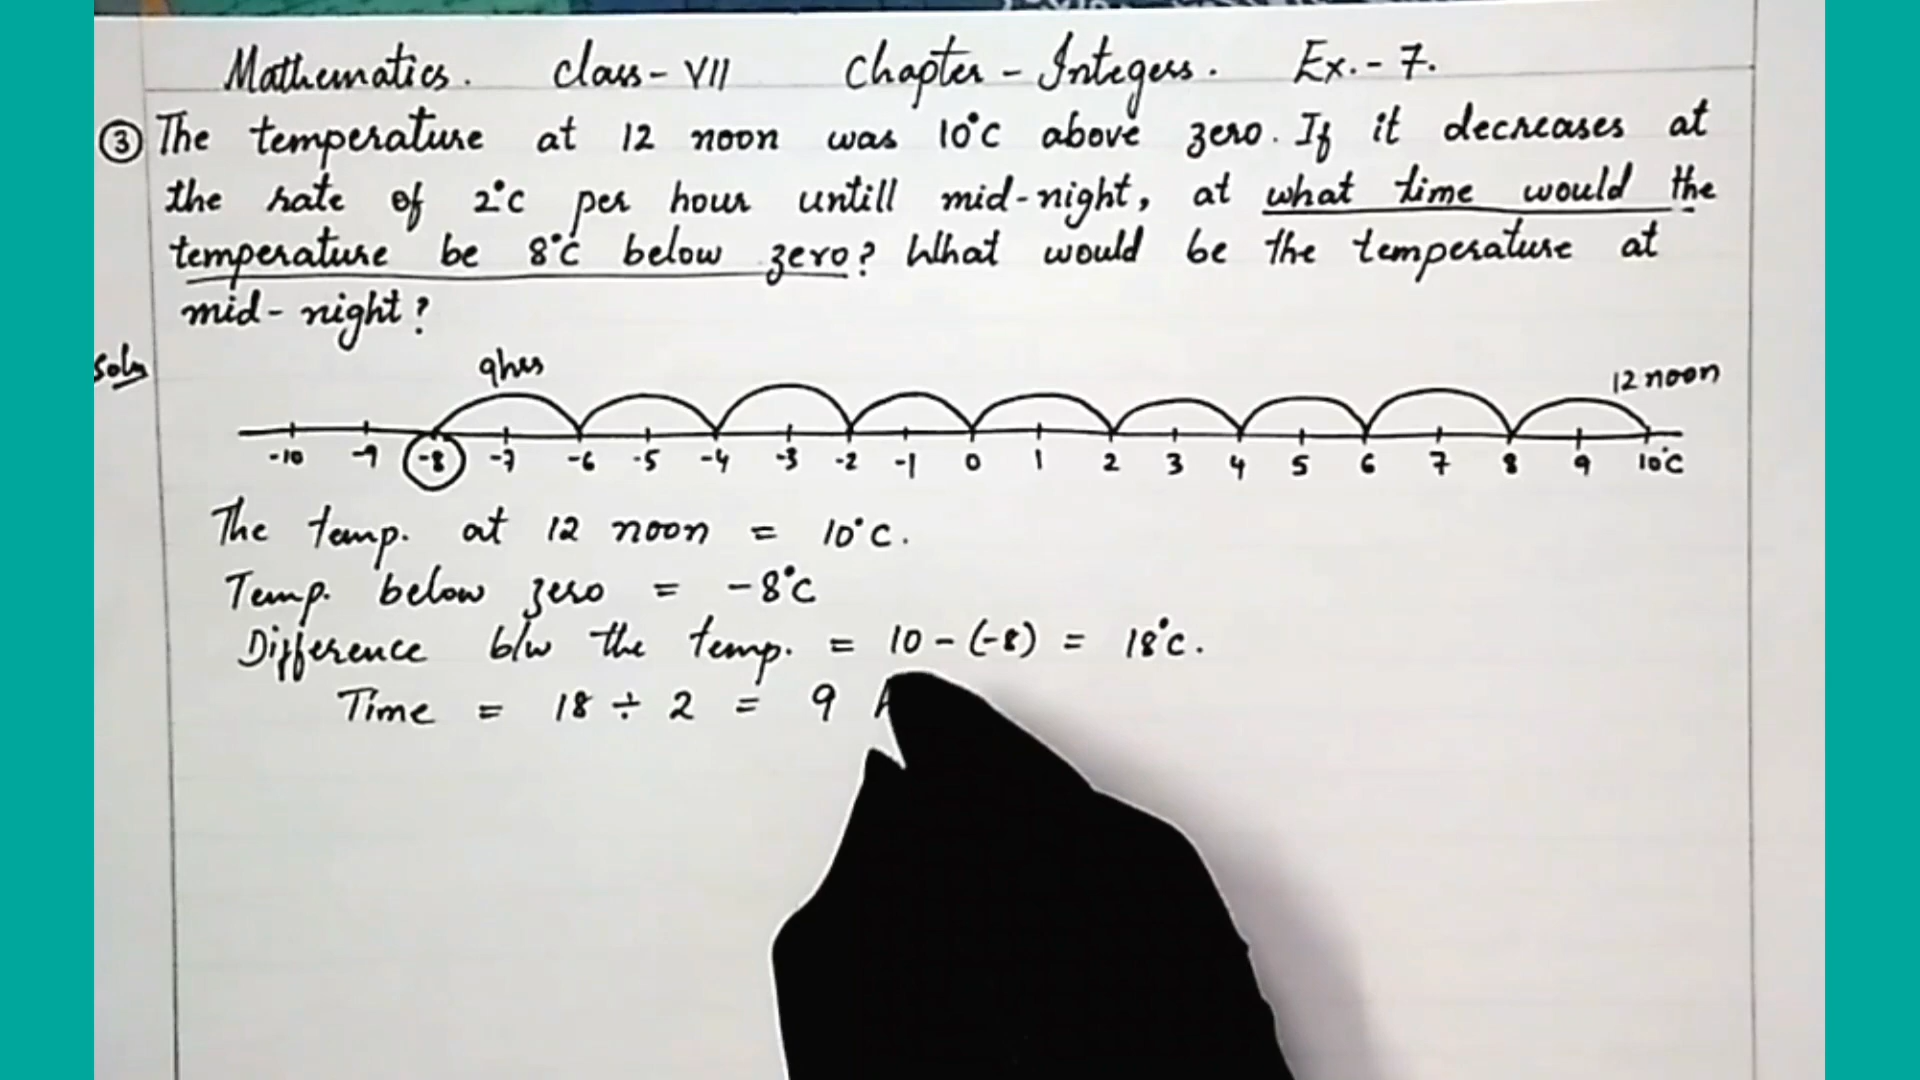 Mathematics. Class-VII Chapter - Integers. Ex.-7.
③ The temperature at 12 noon was 10°C above zero. If it decreases at
the rate of 2°C per hour untill mid-night, at what time would the
temperature be 8°C below zero? What would be the temperature at
mid-night?
Soln
9hrs 12 noon
-10 -9 -8 -7 -6 -5 -4 -3 -2 -1 0 1 2 3 4 5 6 7 8 9 10°C
The temp. at 12 noon = 10°C.
Temp. below zero = -8°C
Difference b/w the temp. = 10-(-8) = 18°C.
Time = 18 ÷ 2 = 9